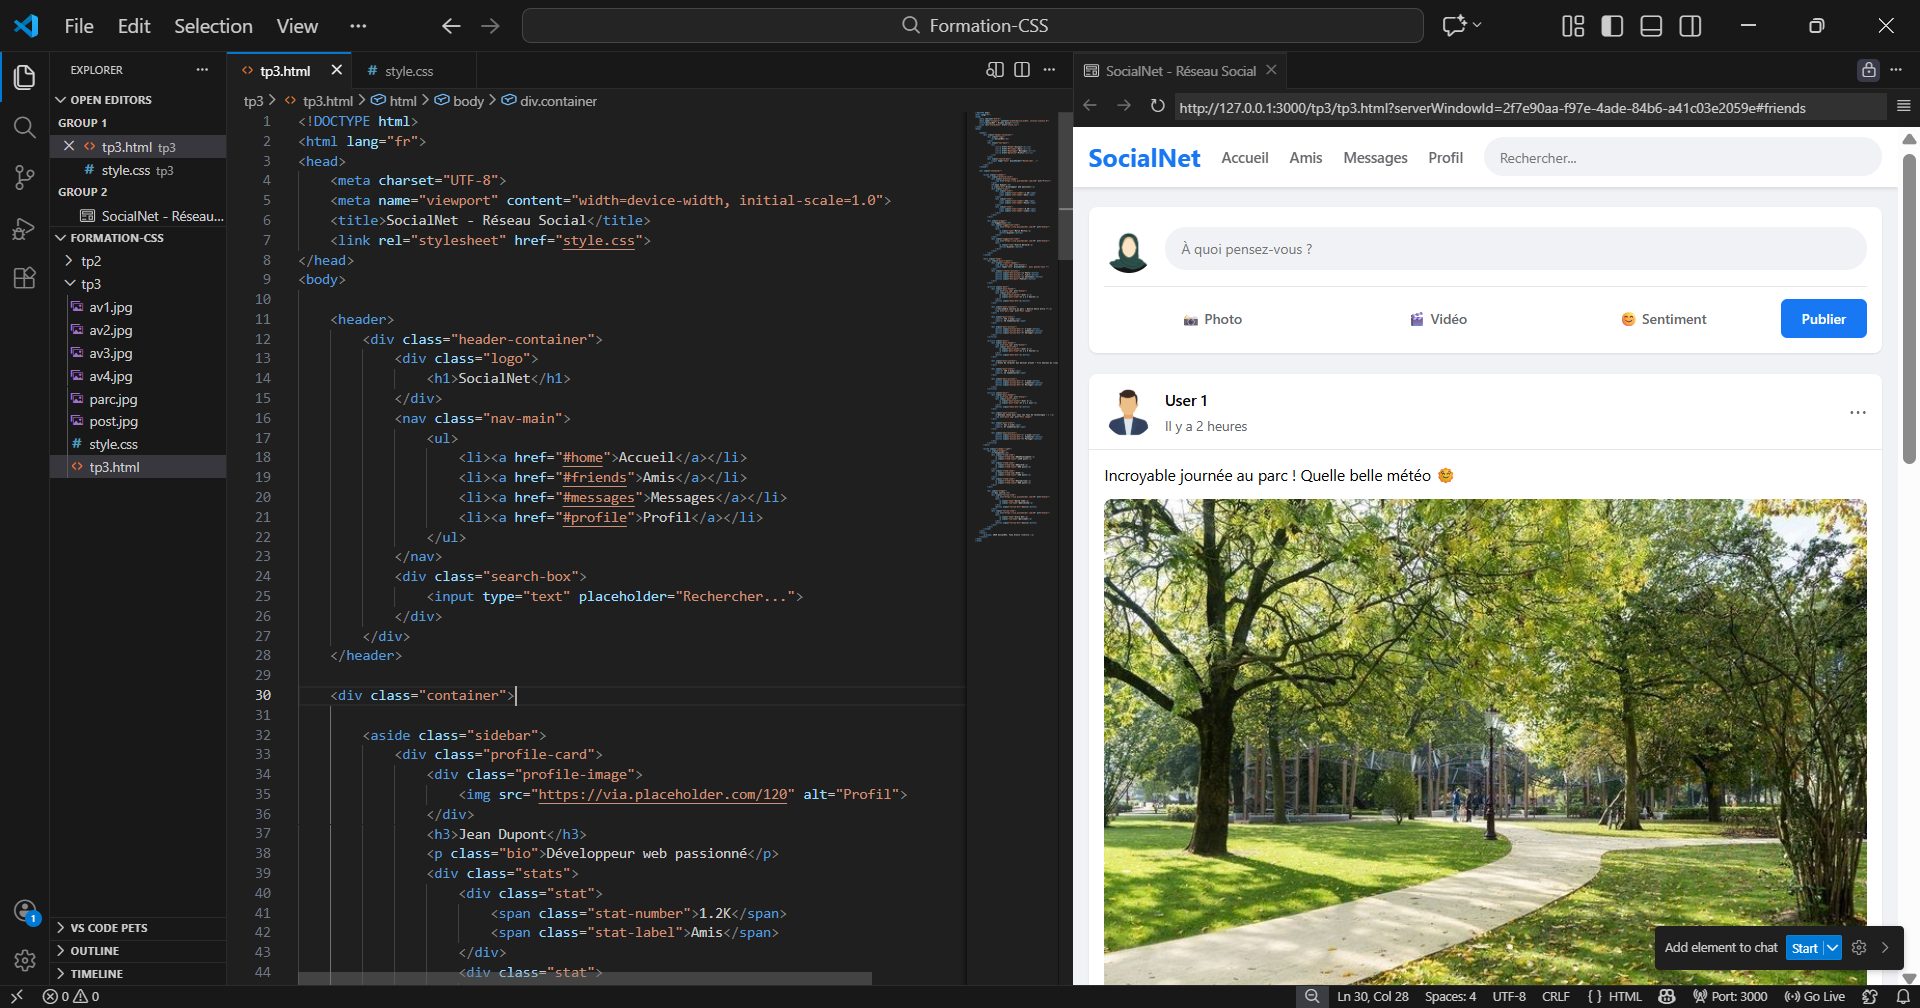 File Edit Selection View ··· Formation-CSS
EXPLORER ···
OPEN EDITORS
GROUP 1
tp3.html tp3
# style.css tp3
GROUP 2
SocialNet - Réseau...
FORMATION-CSS
tp2
tp3
av1.jpg
av2.jpg
av3.jpg
av4.jpg
parc.jpg
post.jpg
# style.css
<> tp3.html
1
VS CODE PETS
OUTLINE
TIMELINE
<> tp3.html # style.css
tp3 > <> tp3.html > html > body > div.container
1 <!DOCTYPE html>
2 <html lang="fr">
3 <head>
4 <meta charset="UTF-8">
5 <meta name="viewport" content="width=device-width, initial-scale=1.0">
6 <title>SocialNet - Réseau Social</title>
7 <link rel="stylesheet" href="style.css">
8 </head>
9 <body>
10
11 <header>
12 <div class="header-container">
13 <div class="logo">
14 <h1>SocialNet</h1>
15 </div>
16 <nav class="nav-main">
17 <ul>
18 <li><a href="#home">Accueil</a></li>
19 <li><a href="#friends">Amis</a></li>
20 <li><a href="#messages">Messages</a></li>
21 <li><a href="#profile">Profil</a></li>
22 </ul>
23 </nav>
24 <div class="search-box">
25 <input type="text" placeholder="Rechercher...">
26 </div>
27 </div>
28 </header>
29
30 <div class="container">
31
32 <aside class="sidebar">
33 <div class="profile-card">
34 <div class="profile-image">
35 <img src="https://via.placeholder.com/120" alt="Profil">
36 </div>
37 <h3>Jean Dupont</h3>
38 <p class="bio">Développeur web passionné</p>
39 <div class="stats">
40 <div class="stat">
41 <span class="stat-number">1.2K</span>
42 <span class="stat-label">Amis</span>
43 </div>
44 <div class="stat">
SocialNet - Réseau Social
http://127.0.0.1:3000/tp3/tp3.html?serverWindowId=2f7e90aa-f97e-4ade-84b6-a41c03e2059e#friends
SocialNet Accueil Amis Messages Profil Rechercher...
À quoi pensez-vous ?
📷 Photo 🎬 Vidéo 😊 Sentiment Publier
User 1
Il y a 2 heures
···
Incroyable journée au parc ! Quelle belle météo 🌞
Add element to chat Start
0 0 Ln 30, Col 28 Spaces: 4 UTF-8 CRLF { } HTML Port: 3000 Go Live